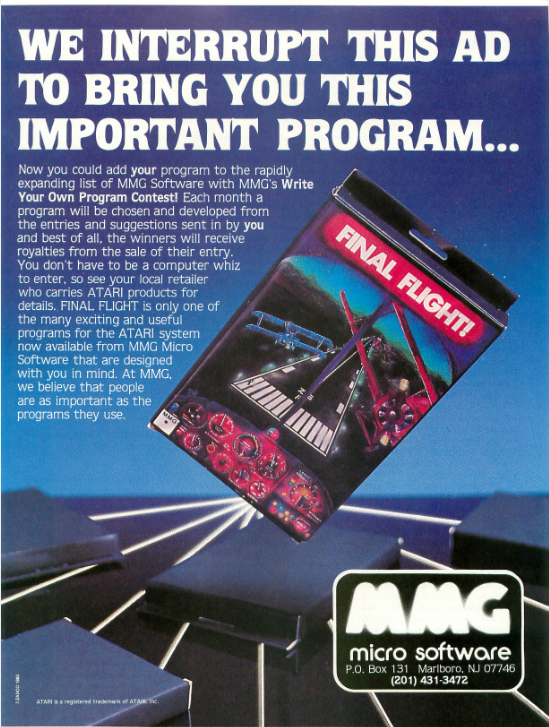 WE INTERRUPT THIS AD
TO BRING YOU THIS
IMPORTANT PROGRAM...
Now you could add your program to the rapidly
expanding list of MMG Software with MMG's Write
Your Own Program Contest! Each month a
program will be chosen and developed from
the entries and suggestions sent in by you
and best of all, the winners will receive
royalties from the sale of their entry.
You don't have to be a computer whiz
to enter, so see your local retailer
who carries ATARI products for
details. FINAL FLIGHT is only one of
the many exciting and useful
programs for the ATARI system
now available from MMG Micro
Software that are designed
with you in mind. At MMG,
we believe that people
are as important as the
programs they use.
FINAL FLIGHT!
MMG
MMG
micro software
P.O. Box 131 Marlboro, NJ 07746
(201) 431-3472
ATARI is a registered trademark of ATARI, Inc.